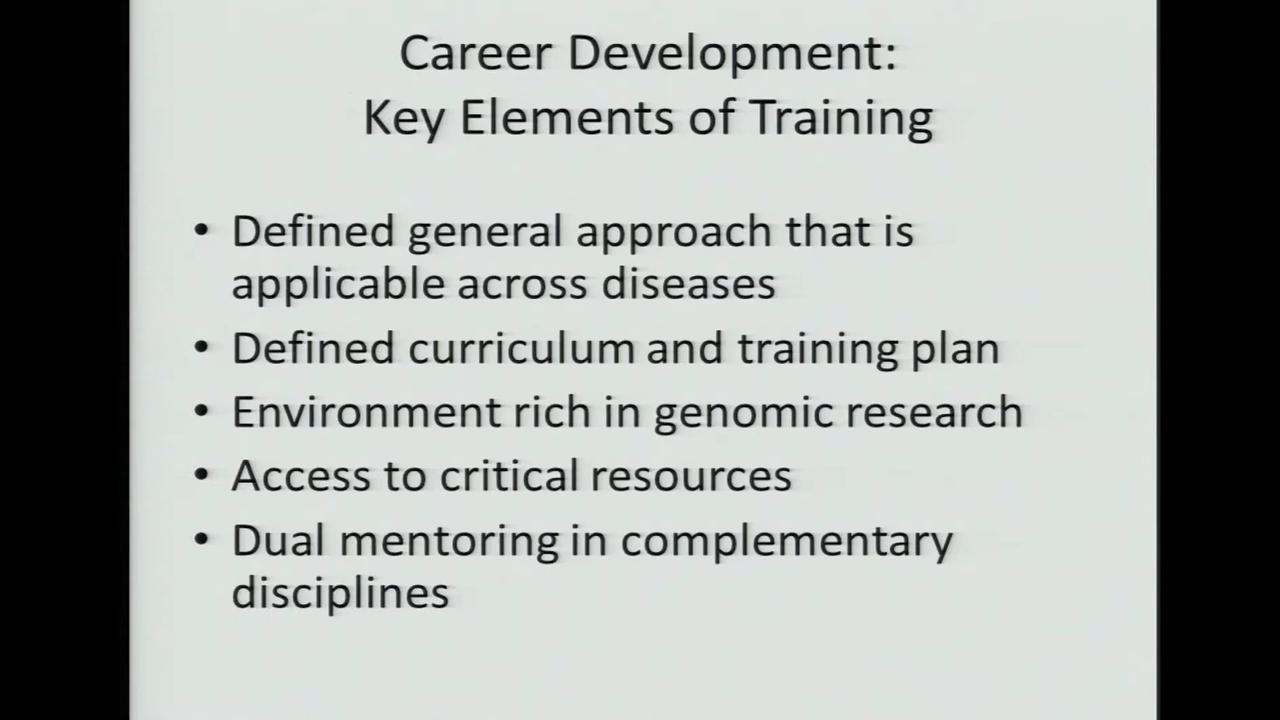 Career Development:
Key Elements of Training
• Defined general approach that is
applicable across diseases
• Defined curriculum and training plan
• Environment rich in genomic research
• Access to critical resources
• Dual mentoring in complementary
disciplines